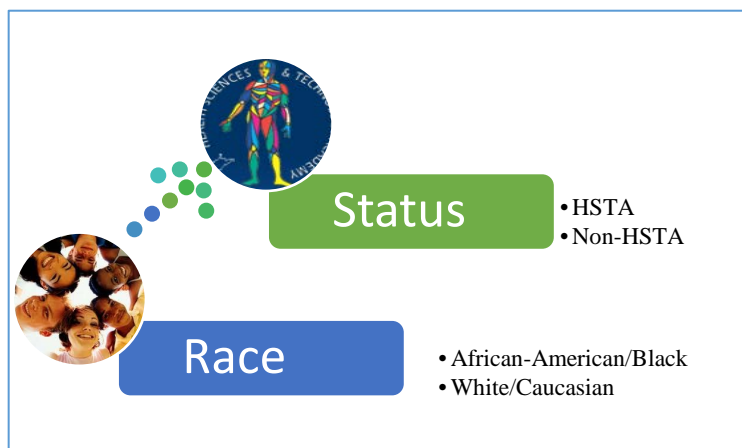 HEALTH SCIENCES & TECHNOLOGY ACADEMY
Status
• HSTA
• Non-HSTA
Race
• African-American/Black
• White/Caucasian